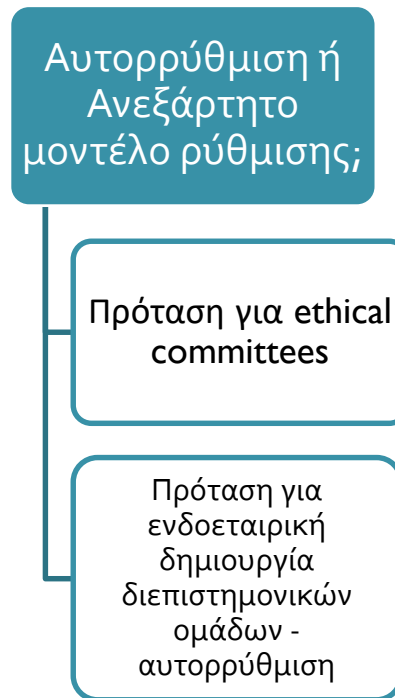 Αυτορρύθμιση ή
Ανεξάρτητο
μοντέλο ρύθμισης;
Πρόταση για ethical
committees
Πρόταση για
ενδοεταιρική
δημιουργία
διεπιστημονικών
ομάδων -
αυτορρύθμιση